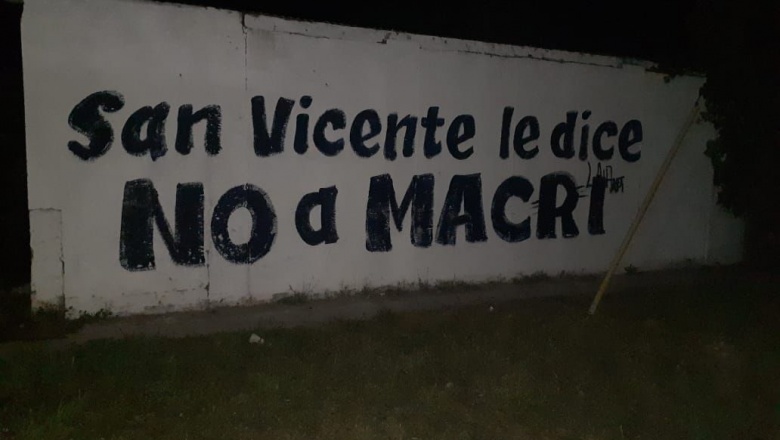 San Vicente le dice
NO a MACRI